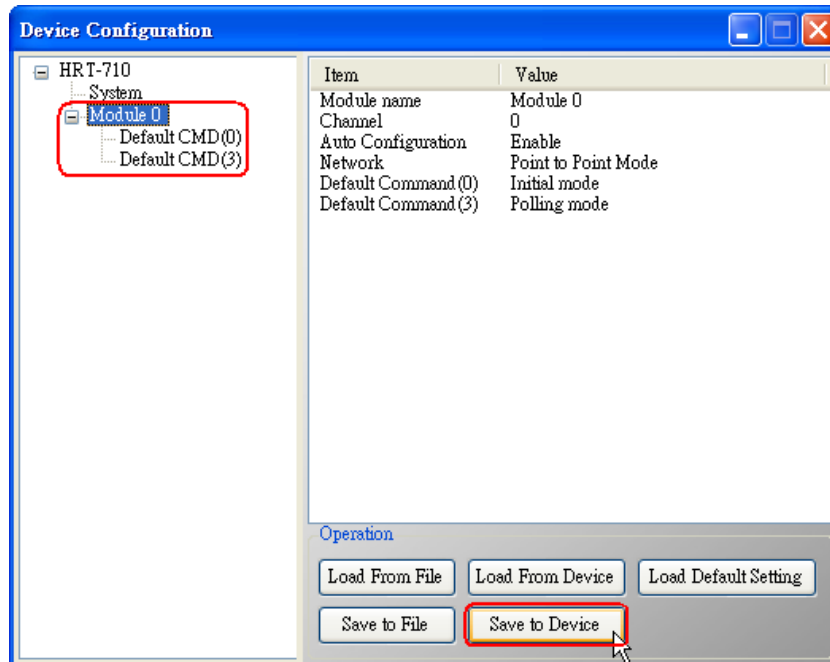 Device Configuration
HRT-710
System
Module 0
Default CMD(0)
Default CMD(3)
Item Value
Module name Module 0
Channel 0
Auto Configuration Enable
Network Point to Point Mode
Default Command(0) Initial mode
Default Command(3) Polling mode
Operation
Load From File Load From Device Load Default Setting
Save to File Save to Device